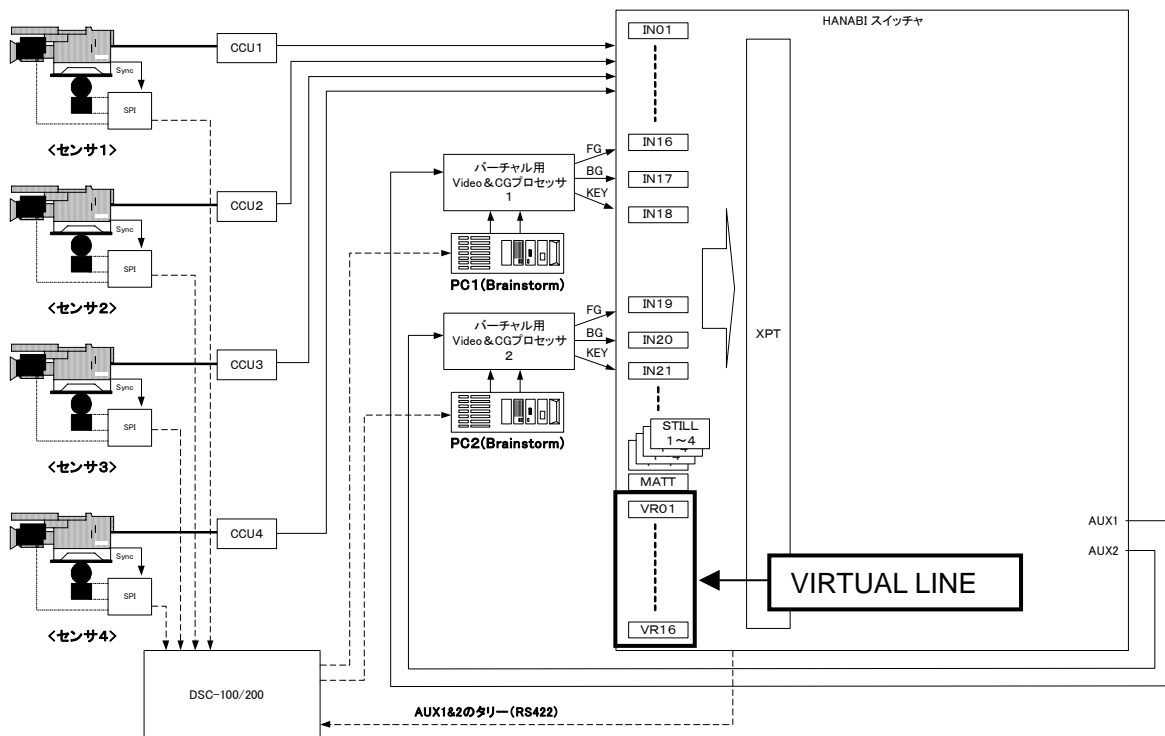 HANABI スイッチャ
IN01
CCU1
Sync
SPI
<センサ1>
IN16
FG
バーチャル用
Video&CGプロセッサ
1
BG
IN17
KEY
IN18
CCU2
Sync
SPI
PC1(Brainstorm)
<センサ2>
IN19
FG
バーチャル用
Video&CGプロセッサ
2
BG
IN20
KEY
IN21
XPT
CCU3
Sync
SPI
PC2(Brainstorm)
STILL
1～4
<センサ3>
MATT
VR01
CCU4
AUX1
AUX2
Sync
SPI
VIRTUAL LINE
<センサ4>
VR16
DSC-100/200
AUX1&2のタリー(RS422)